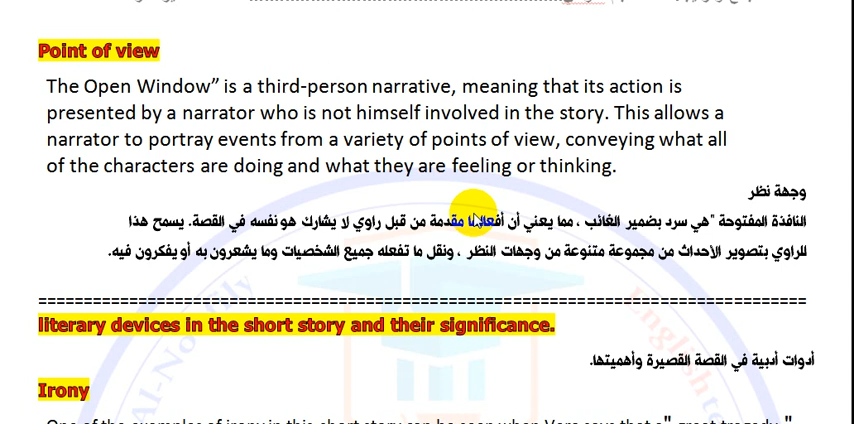 Point of view
The Open Window” is a third-person narrative, meaning that its action is
presented by a narrator who is not himself involved in the story. This allows a
narrator to portray events from a variety of points of view, conveying what all
of the characters are doing and what they are feeling or thinking.
وجهة نظر
النافذة المفتوحة "هي سرد بضمير الغائب ، مما يعني أن أفعالها مقدمة من قبل راوي لا يشارك هو نفسه في القصة. يسمح هذا
للراوي بتصوير الأحداث من مجموعة متنوعة من وجهات النظر ، ونقل ما تفعله جميع الشخصيات وما يشعرون به أو يفكرون فيه.
literary devices in the short story and their significance.
أدوات أدبية في القصة القصيرة وأهميتها.
Irony